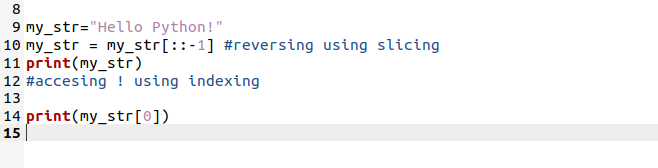 8
9 my_str="Hello Python!"
10 my_str = my_str[::-1] #reversing using slicing
11 print(my_str)
12 #accesing ! using indexing
13
14 print(my_str[0])
15